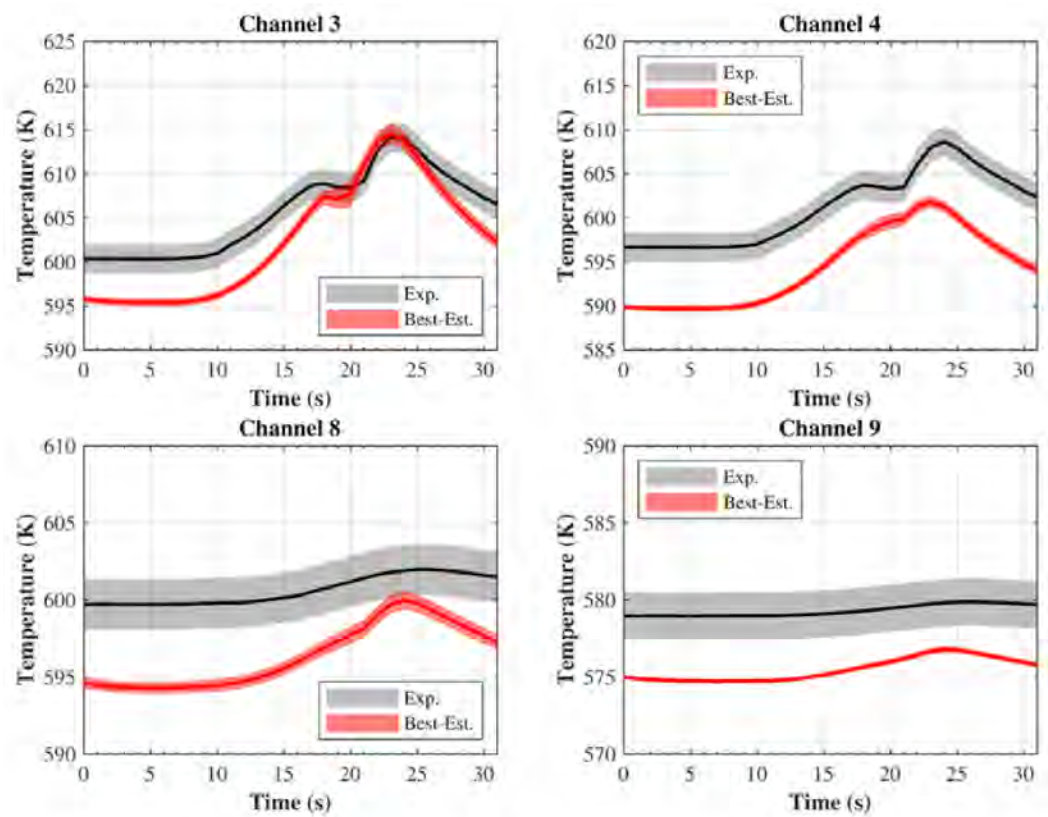 Channel 3
625
620
615
610
605
600
595
590
Temperature (K)
0 5 10 15 20 25 30
Time (s)
Exp.
Best-Est.
Channel 4
620
615
610
605
600
595
590
585
Temperature (K)
0 5 10 15 20 25 30
Time (s)
Exp.
Best-Est.
Channel 8
610
605
600
595
590
Temperature (K)
0 5 10 15 20 25 30
Time (s)
Exp.
Best-Est.
Channel 9
590
585
580
575
570
Temperature (K)
0 5 10 15 20 25 30
Time (s)
Exp.
Best-Est.